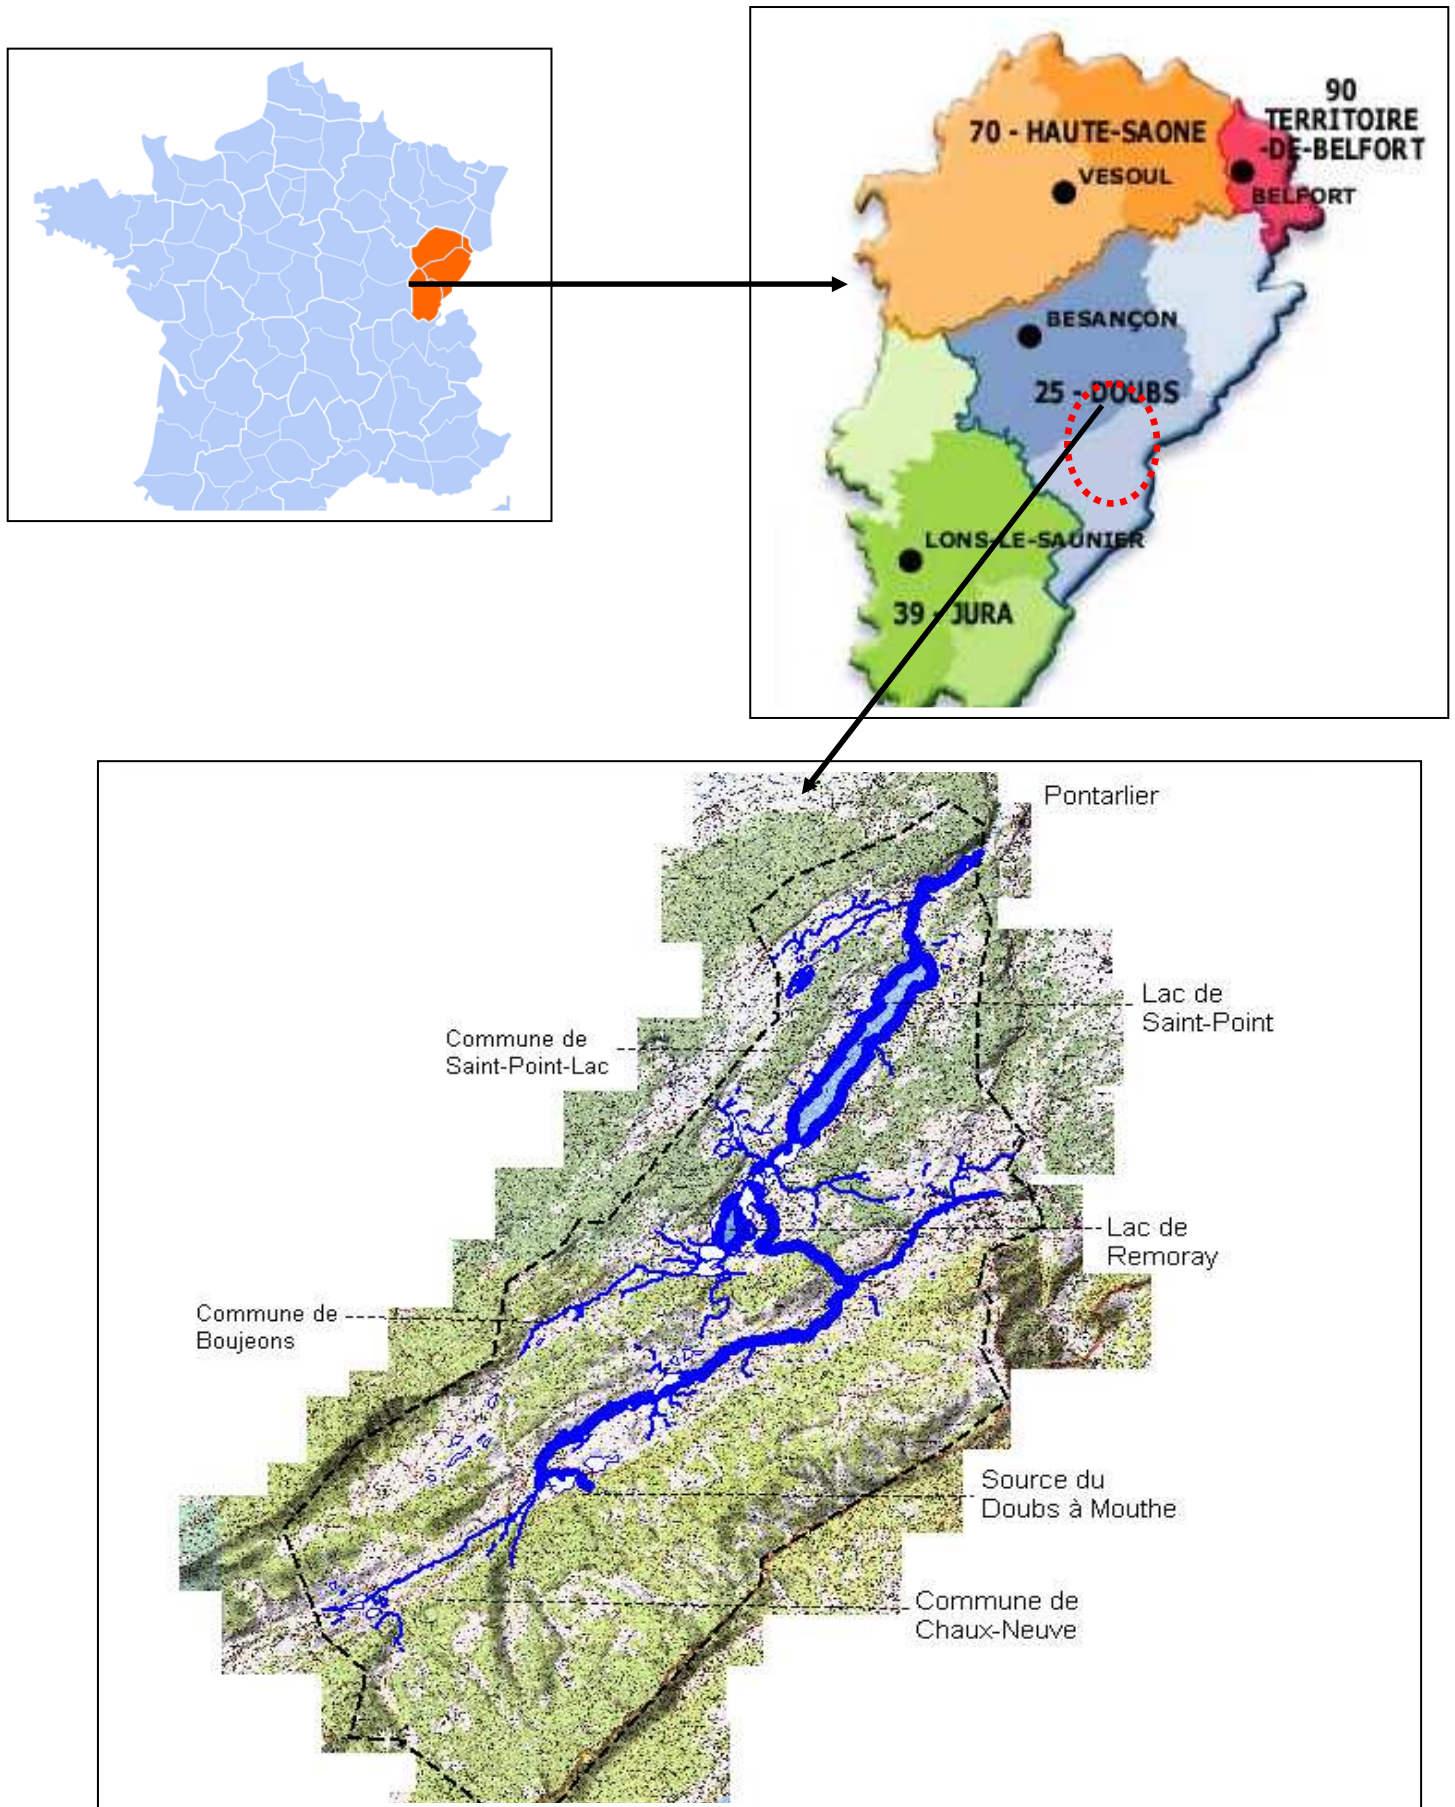 90
TERRITOIRE
-DE-BELFORT
70 - HAUTE-SAONE
VESOUL
BELFORT
BESANÇON
25 - DOUBS
LONS-LE-SAUNIER
39 - JURA
Pontarlier
Lac de
Saint-Point
Commune de
Saint-Point-Lac
Lac de
Remoray
Commune de
Boujeons
Source du
Doubs à Mouthe
Commune de
Chaux-Neuve